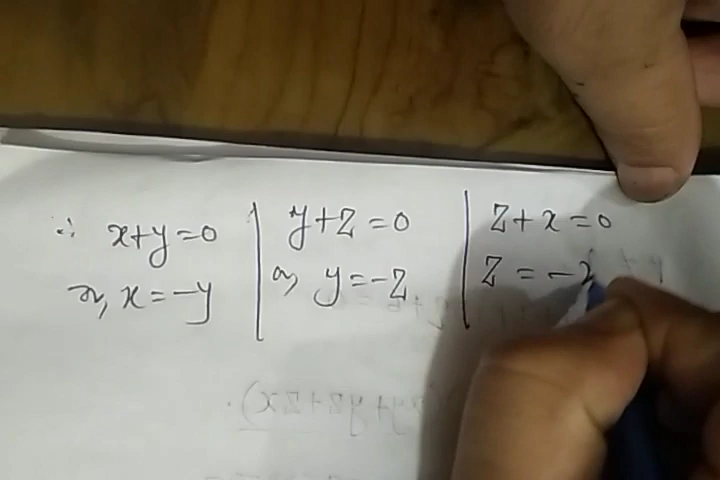 ∴ x+y=0 | y+z=0 | z+x=0
or, x=-y | or, y=-z | z = -